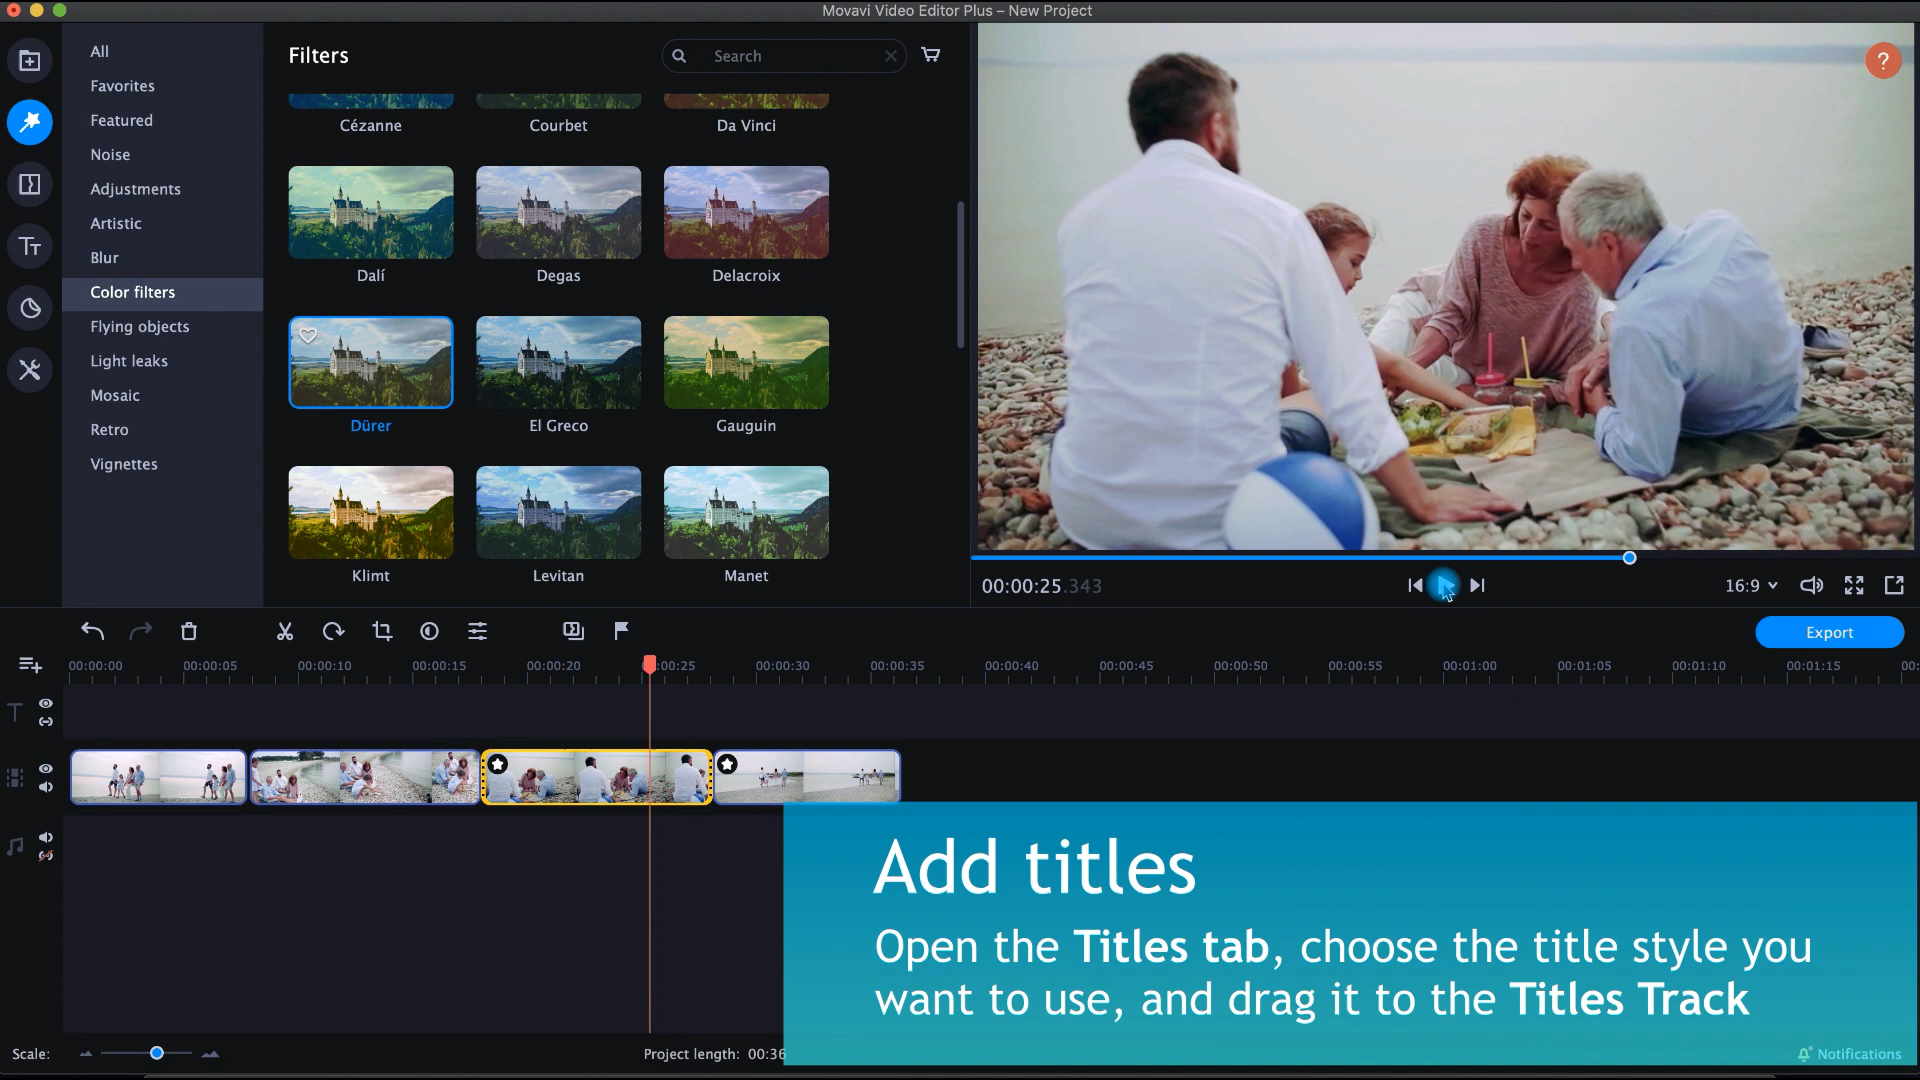 Movavi Video Editor Plus – New Project
All
Favorites
Featured
Noise
Adjustments
Artistic
Blur
Color filters
Flying objects
Light leaks
Mosaic
Retro
Vignettes
Filters
Search
Cézanne
Courbet
Da Vinci
Dalí
Degas
Delacroix
Dürer
El Greco
Gauguin
Klimt
Levitan
Manet
?
00:00:25.343
16:9
Export
00:00:00 00:00:05 00:00:10 00:00:15 00:00:20 :00:25 00:00:30 00:00:35 00:00:40 00:00:45 00:00:50 00:00:55 00:01:00 00:01:05 00:01:10 00:01:15 00:
Add titles
Open the Titles tab, choose the title style you
want to use, and drag it to the Titles Track
Scale:
Project length: 00:36
Notifications